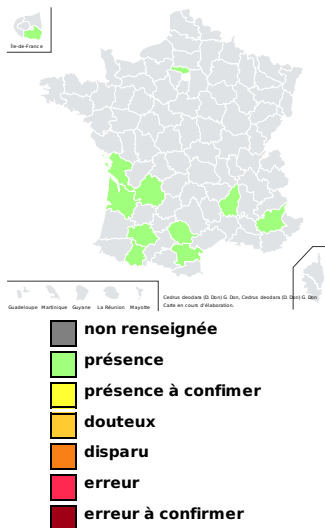 Île-de-France
Guadeloupe Martinique Guyane La Réunion Mayotte
Cedrus deodara (D. Don) G. Don, Cedrus deodara (D. Don) G. Don
Carte en cours d'élaboration.
non renseignée
présence
présence à confimer
douteux
disparu
erreur
erreur à confirmer